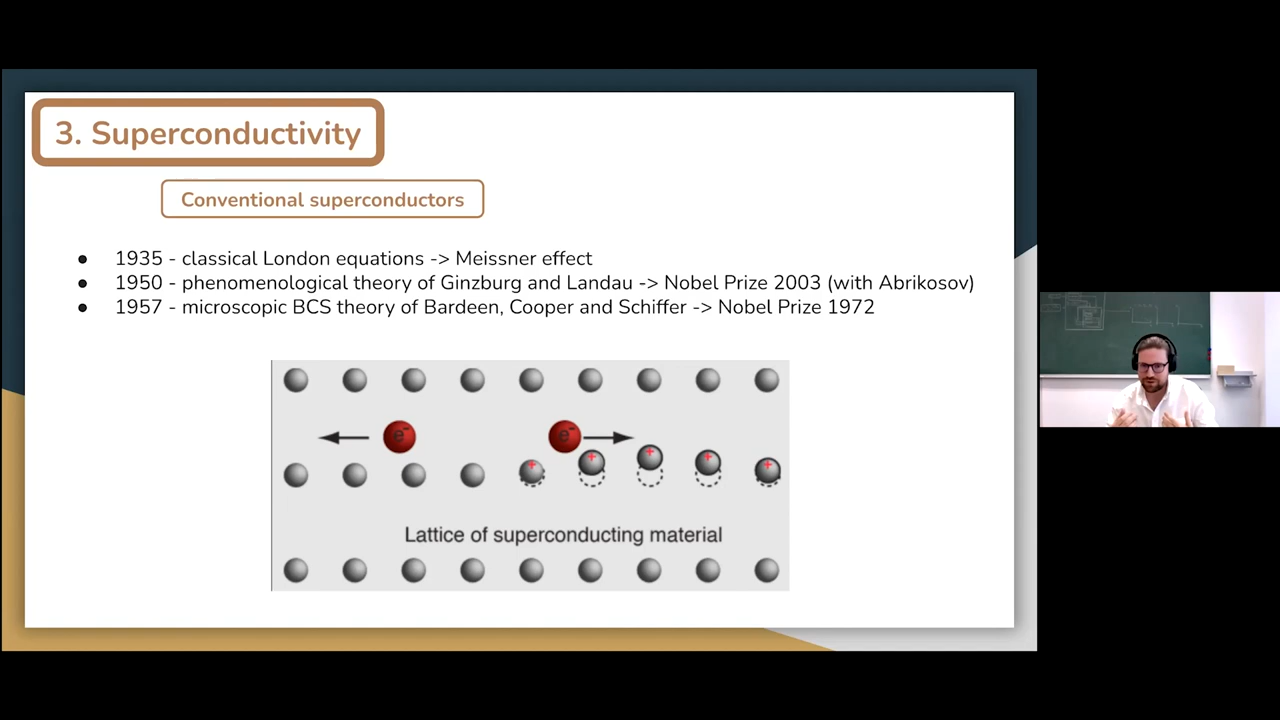 3. Superconductivity
Conventional superconductors
● 1935 - classical London equations -> Meissner effect
● 1950 - phenomenological theory of Ginzburg and Landau -> Nobel Prize 2003 (with Abrikosov)
● 1957 - microscopic BCS theory of Bardeen, Cooper and Schiffer -> Nobel Prize 1972
e⁻ e⁻
+ + + + +
Lattice of superconducting material